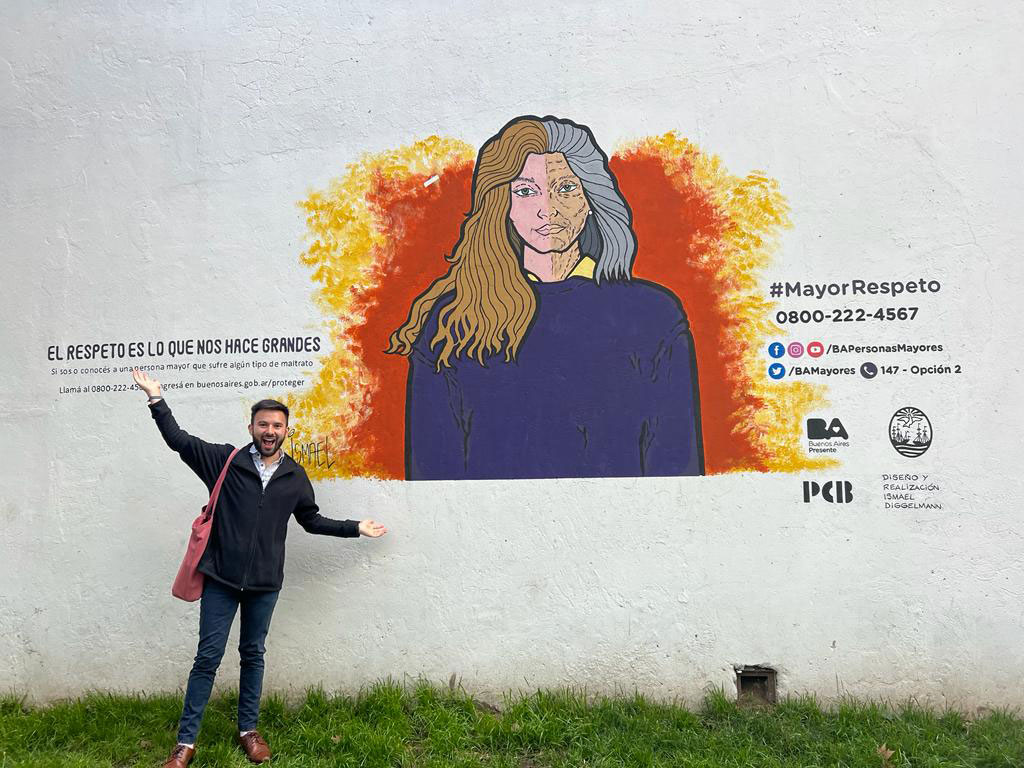 EL RESPETO ES LO QUE NOS HACE GRANDES
Si sos o conocés a una persona mayor que sufre algún tipo de maltrato
Llamá al 0800-222-45 ingresá en buenosaires.gob.ar/proteger
ISMAEL
#MayorRespeto
0800-222-4567
/BAPersonasMayores
/BAMayores 147 - Opción 2
BA
Buenos Aires
Presente
PCB
DISEÑO Y
REALIZACIÓN
ISMAEL
DIGGELMANN